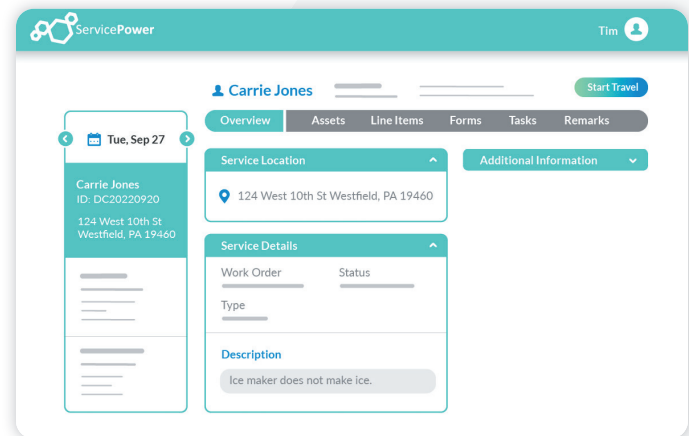 ServicePower
Tim
Carrie Jones
Start Travel
Overview Assets Line Items Forms Tasks Remarks
Tue, Sep 27
Carrie Jones
ID: DC20220920
124 West 10th St
Westfield, PA 19460
Service Location
124 West 10th St Westfield, PA 19460
Service Details
Work Order Status
Type
Description
Ice maker does not make ice.
Additional Information